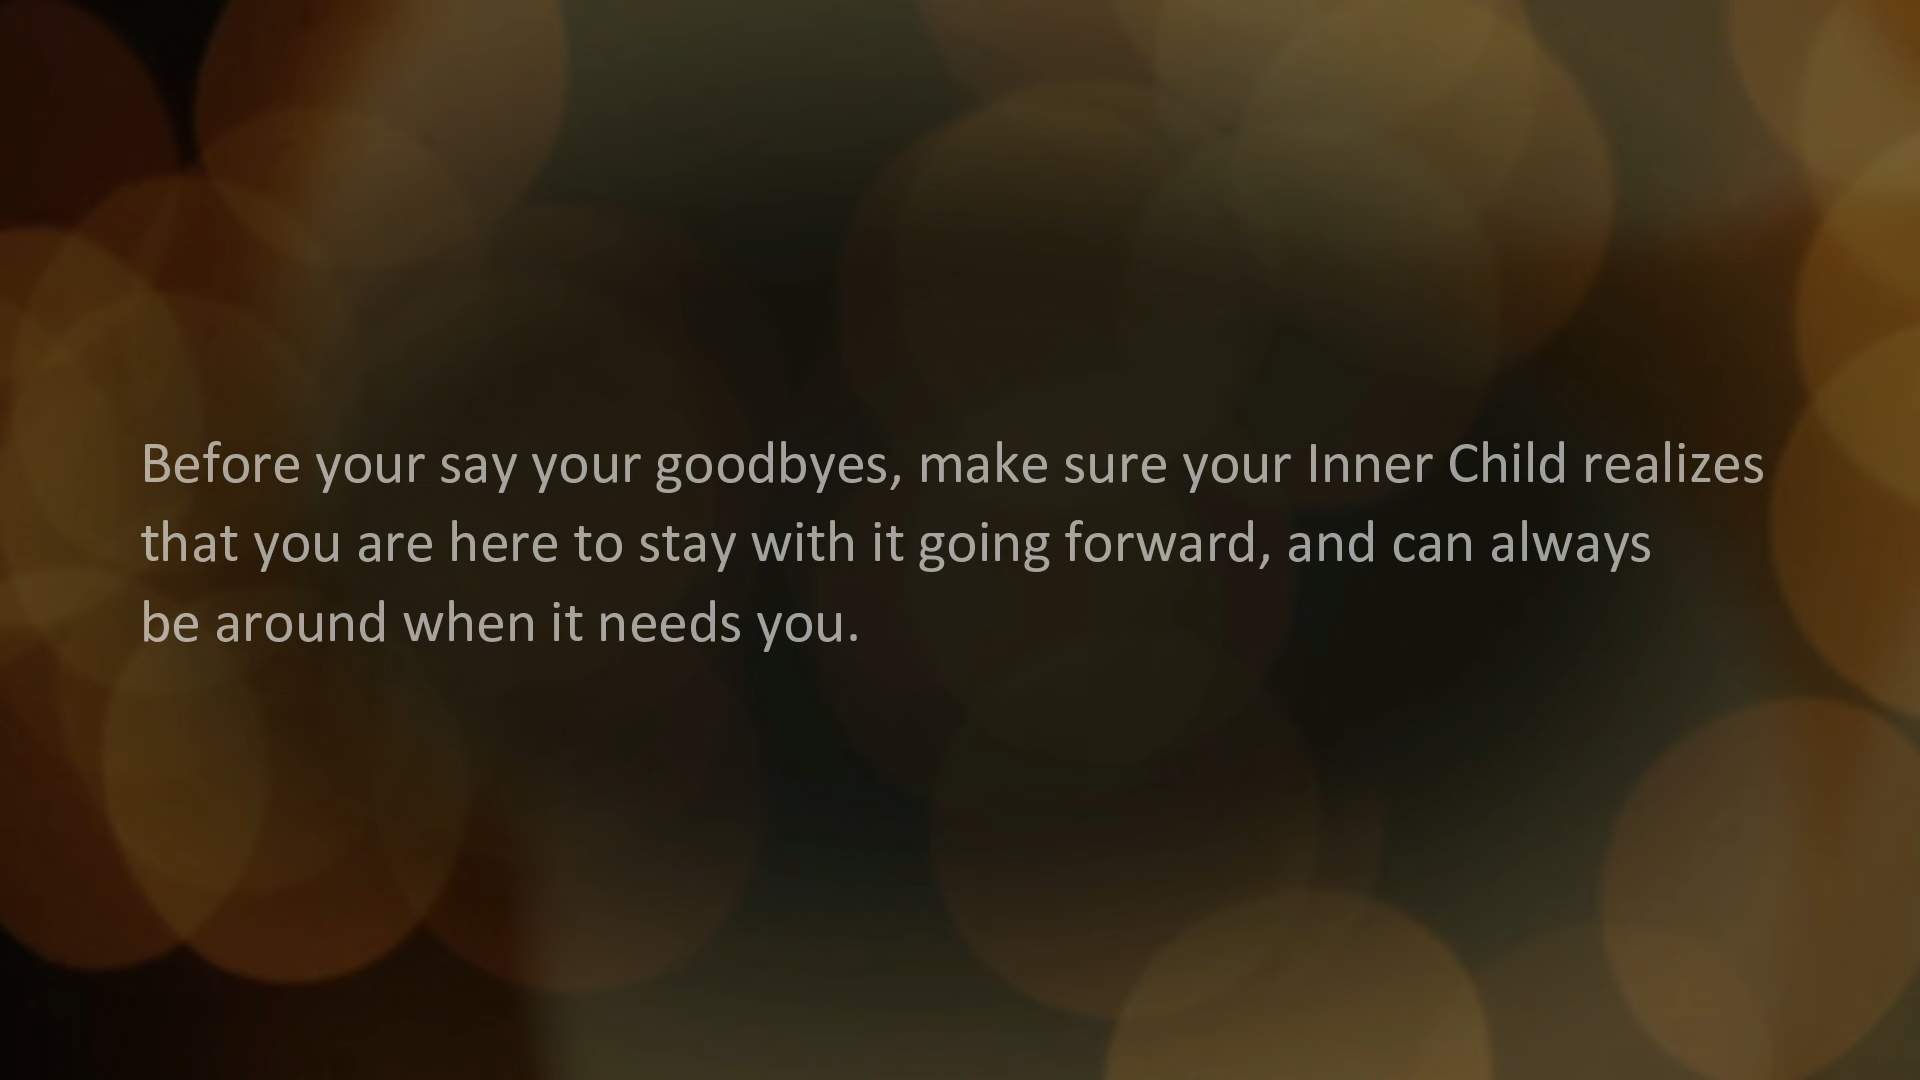 Before your say your goodbyes, make sure your Inner Child realizes
that you are here to stay with it going forward, and can always
be around when it needs you.